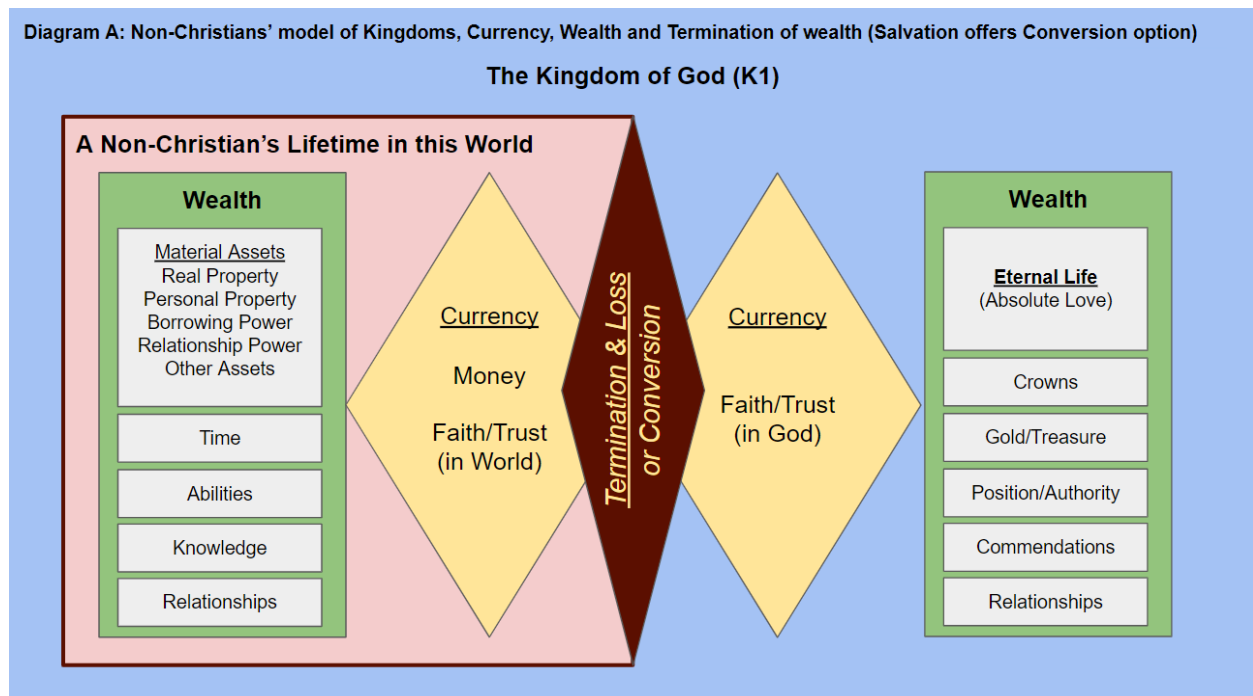 Diagram A: Non-Christians’ model of Kingdoms, Currency, Wealth and Termination of wealth (Salvation offers Conversion option)
The Kingdom of God (K1)
A Non-Christian’s Lifetime in this World
Wealth
Material Assets
Real Property
Personal Property
Borrowing Power
Relationship Power
Other Assets
Time
Abilities
Knowledge
Relationships
Currency
Money
Faith/Trust
(in World)
Termination & Loss
or Conversion
Currency
Faith/Trust
(in God)
Wealth
Eternal Life
(Absolute Love)
Crowns
Gold/Treasure
Position/Authority
Commendations
Relationships